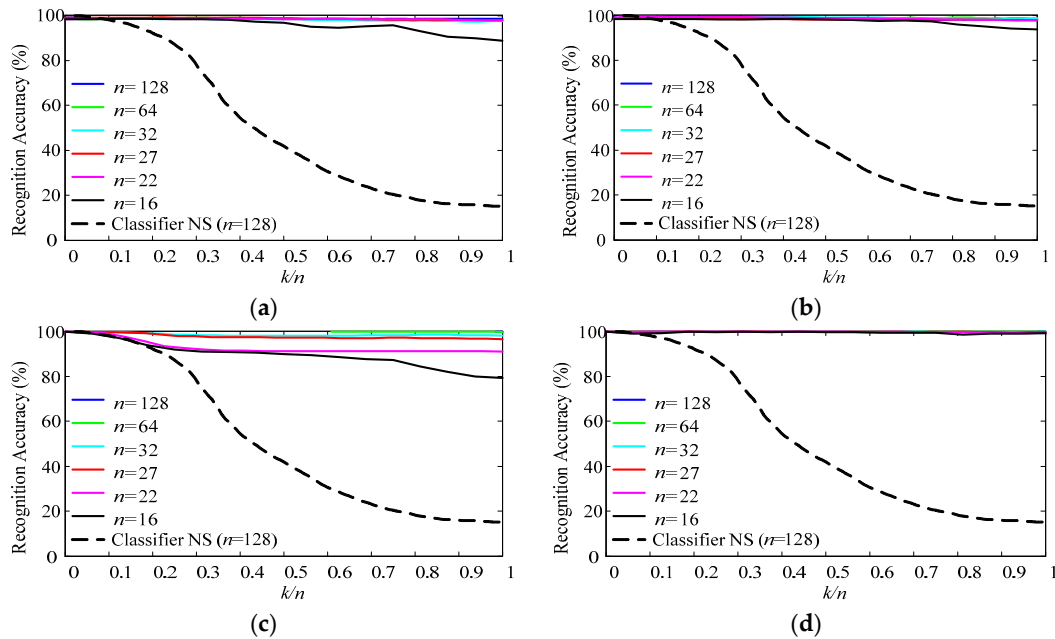 Recognition Accuracy (%)
100
80
60
40
20
0
n= 128
n= 64
n= 32
n= 27
n= 22
n= 16
Classifier NS (n=128)
0 0.1 0.2 0.3 0.4 0.5 0.6 0.7 0.8 0.9 1
k/n
(a)
Recognition Accuracy (%)
100
80
60
40
20
0
n= 128
n= 64
n= 32
n= 27
n= 22
n= 16
Classifier NS (n=128)
0 0.1 0.2 0.3 0.4 0.5 0.6 0.7 0.8 0.9 1
k/n
(b)
Recognition Accuracy (%)
100
80
60
40
20
0
n= 128
n= 64
n= 32
n= 27
n= 22
n= 16
Classifier NS (n=128)
0 0.1 0.2 0.3 0.4 0.5 0.6 0.7 0.8 0.9 1
k/n
(c)
Recognition Accuracy (%)
100
80
60
40
20
0
n= 128
n= 64
n= 32
n= 27
n= 22
n= 16
Classifier NS (n=128)
0 0.1 0.2 0.3 0.4 0.5 0.6 0.7 0.8 0.9 1
k/n
(d)